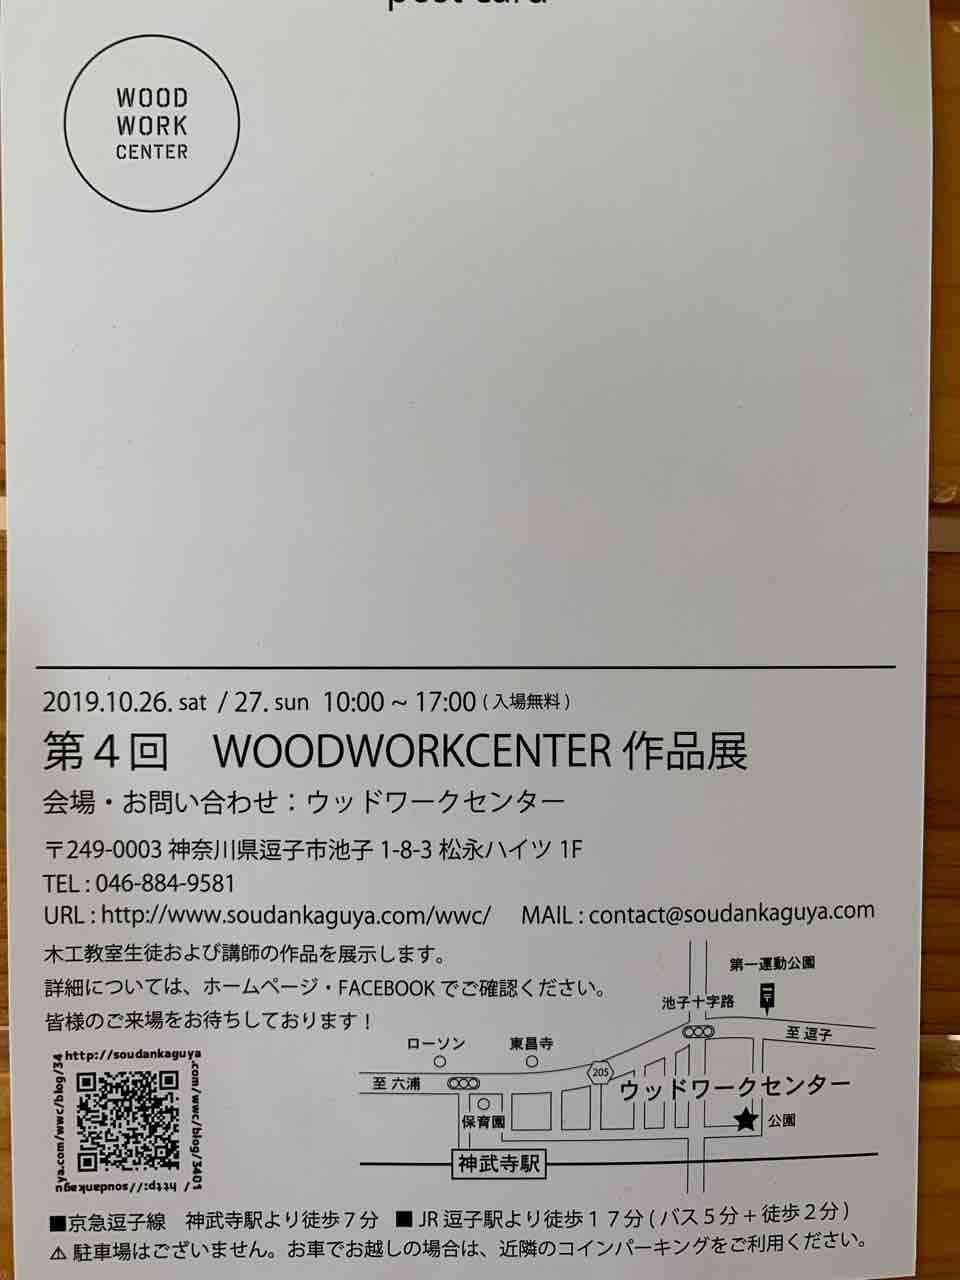 post card
WOOD
WORK
CENTER
2019.10.26. sat / 27. sun 10:00 ~ 17:00 (入場無料)
第4回 WOODWORKCENTER 作品展
会場・お問い合わせ：ウッドワークセンター
〒249-0003 神奈川県逗子市池子 1-8-3 松永ハイツ 1F
TEL : 046-884-9581
URL : http://www.soudankaguya.com/wwc/ MAIL : contact@soudankaguya.com
木工教室生徒および講師の作品を展示します。
詳細については、ホームページ・FACEBOOK でご確認ください。
皆様のご来場をお待ちしております！
http://soudankaguya
.com/wwc/blog/3401
/ http://soudankagu
ya.com/wwc/blog/34
第一運動公園
池子十字路
至 逗子
ローソン
東昌寺
205
至 六浦
ウッドワークセンター
保育園
公園
神武寺駅
■京急逗子線 神武寺駅より徒歩７分 ■ JR 逗子駅より徒歩１７分 ( バス５分＋徒歩２分 )
⚠ 駐車場はございません。お車でお越しの場合は、近隣のコインパーキングをご利用ください。